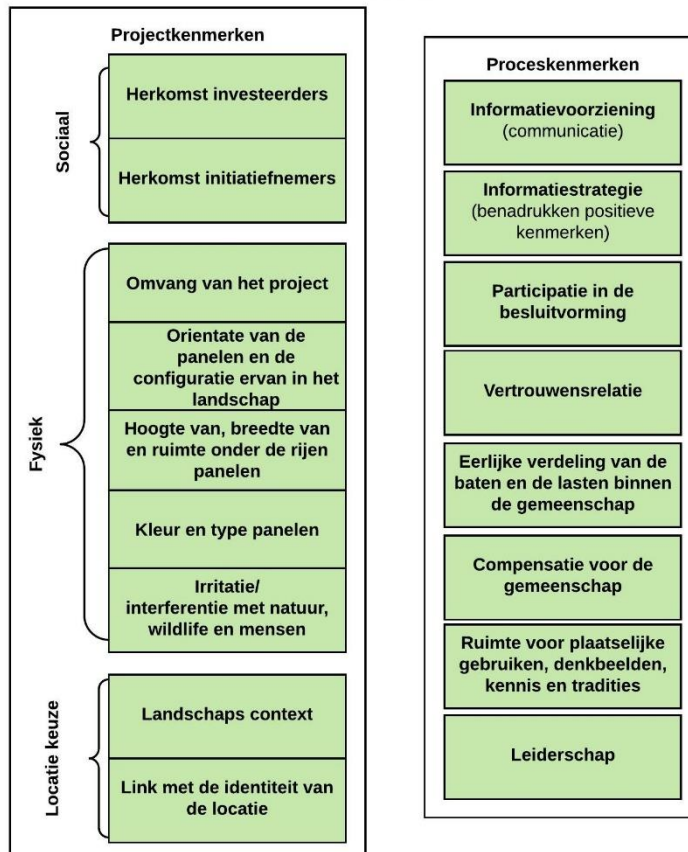 Projectkenmerken
Sociaal
Herkomst investeerders
Herkomst initiatiefnemers
Fysiek
Omvang van het project
Orientate van de
panelen en de
configuratie ervan in het
landschap
Hoogte van, breedte van
en ruimte onder de rijen
panelen
Kleur en type panelen
Irritatie/
interferentie met natuur,
wildlife en mensen
Locatie keuze
Landschaps context
Link met de identiteit van
de locatie
Proceskenmerken
Informatievoorziening
(communicatie)
Informatiestrategie
(benadrukken positieve
kenmerken)
Participatie in de
besluitvorming
Vertrouwensrelatie
Eerlijke verdeling van de
baten en de lasten binnen
de gemeenschap
Compensatie voor de
gemeenschap
Ruimte voor plaatselijke
gebruiken, denkbeelden,
kennis en tradities
Leiderschap